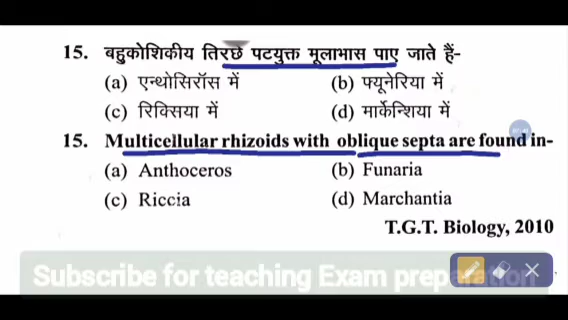 15. बहुकोशिकीय तिरछे पटयुक्त मूलाभास पाए जाते हैं-
(a) एन्थोसिरॉस में (b) फ्यूनेरिया में
(c) रिक्सिया में (d) मार्केन्शिया में
15. Multicellular rhizoids with oblique septa are found in-
(a) Anthoceros (b) Funaria
(c) Riccia (d) Marchantia
T.G.T. Biology, 2010
Subscribe for teaching Exam preparation